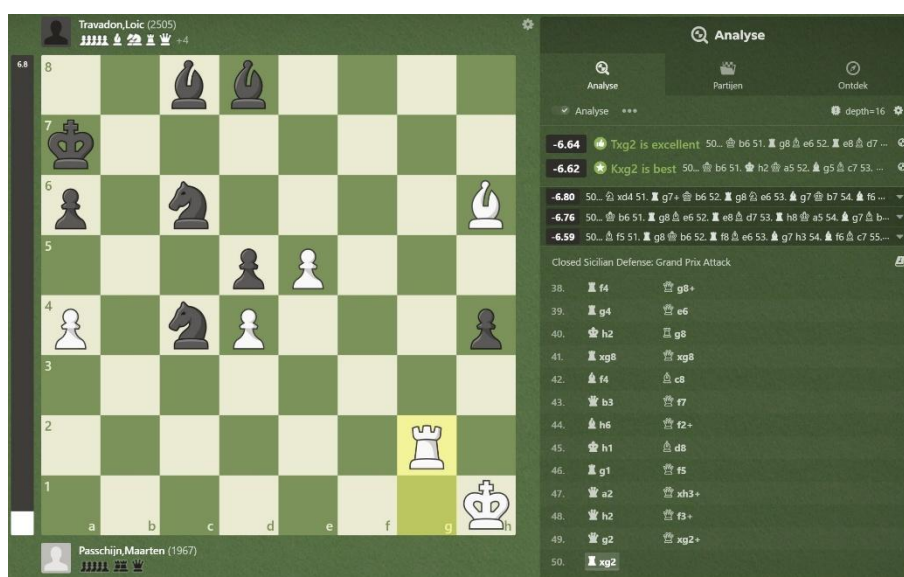 Travadon,Loic (2505)
+4
6.8
8
7
6
5
4
3
2
1
a b c d e f g h
Passchijn,Maarten (1967)
Analyse
Analyse Partijen Ontdek
Analyse depth=16
-6.64 Txg2 is excellent 50... ♔ b6 51. ♜ g8 ♗ e6 52. ♜ e8 ♗ d7 ...
-6.62 Kxg2 is best 50... ♔ b6 51. ♚ h2 ♔ a5 52. ♝ g5 ♗ c7 53. ...
-6.80 50... ♘ xd4 51. ♜ g7+ ♔ b6 52. ♜ g8 ♘ e6 53. ♝ g7 ♔ b7 54. ♝ f6 ...
-6.76 50... ♔ b6 51. ♜ g8 ♗ e6 52. ♜ e8 ♗ d7 53. ♜ h8 ♔ a5 54. ♝ g7 ♗ b...
-6.59 50... ♗ f5 51. ♜ g8 ♔ b6 52. ♜ f8 ♗ e6 53. ♝ g7 h3 54. ♝ f6 ♗ c7 55....
Closed Sicilian Defense: Grand Prix Attack
38. ♜ f4 ♕ g8+
39. ♜ g4 ♕ e6
40. ♚ h2 ♖ g8
41. ♜ xg8 ♕ xg8
42. ♝ f4 ♗ c8
43. ♛ b3 ♕ f7
44. ♝ h6 ♕ f2+
45. ♚ h1 ♗ d8
46. ♜ g1 ♕ f5
47. ♛ a2 ♕ xh3+
48. ♛ h2 ♕ f3+
49. ♛ g2 ♕ xg2+
50. ♜ xg2